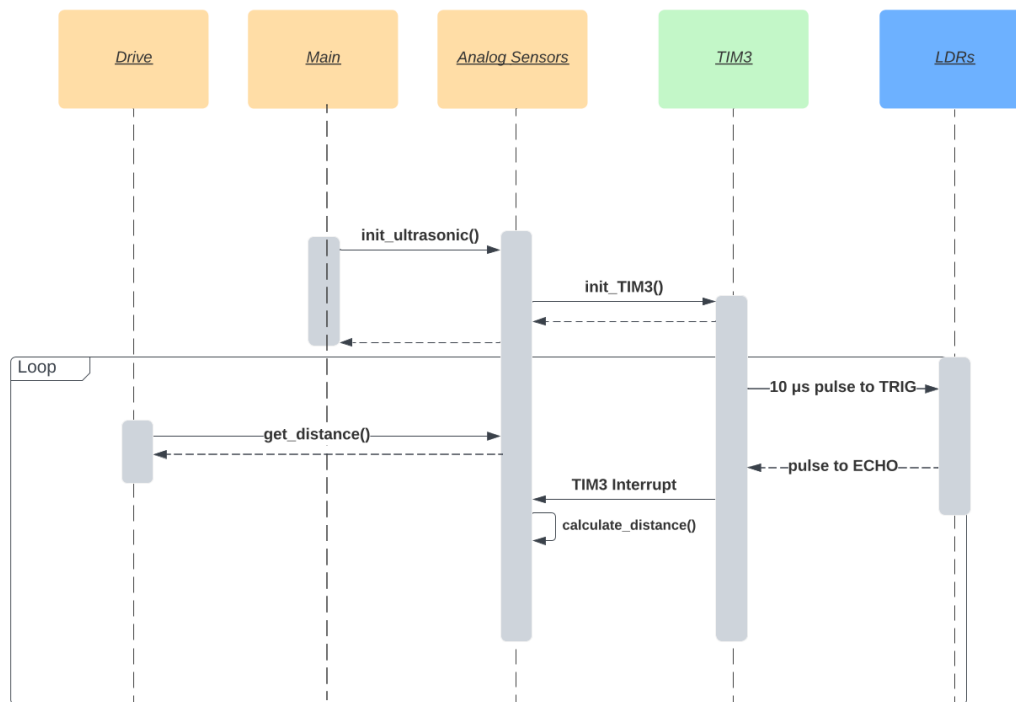 Drive
Main
Analog Sensors
TIM3
LDRs
init_ultrasonic()
init_TIM3()
Loop
10 μs pulse to TRIG
get_distance()
pulse to ECHO
TIM3 Interrupt
calculate_distance()